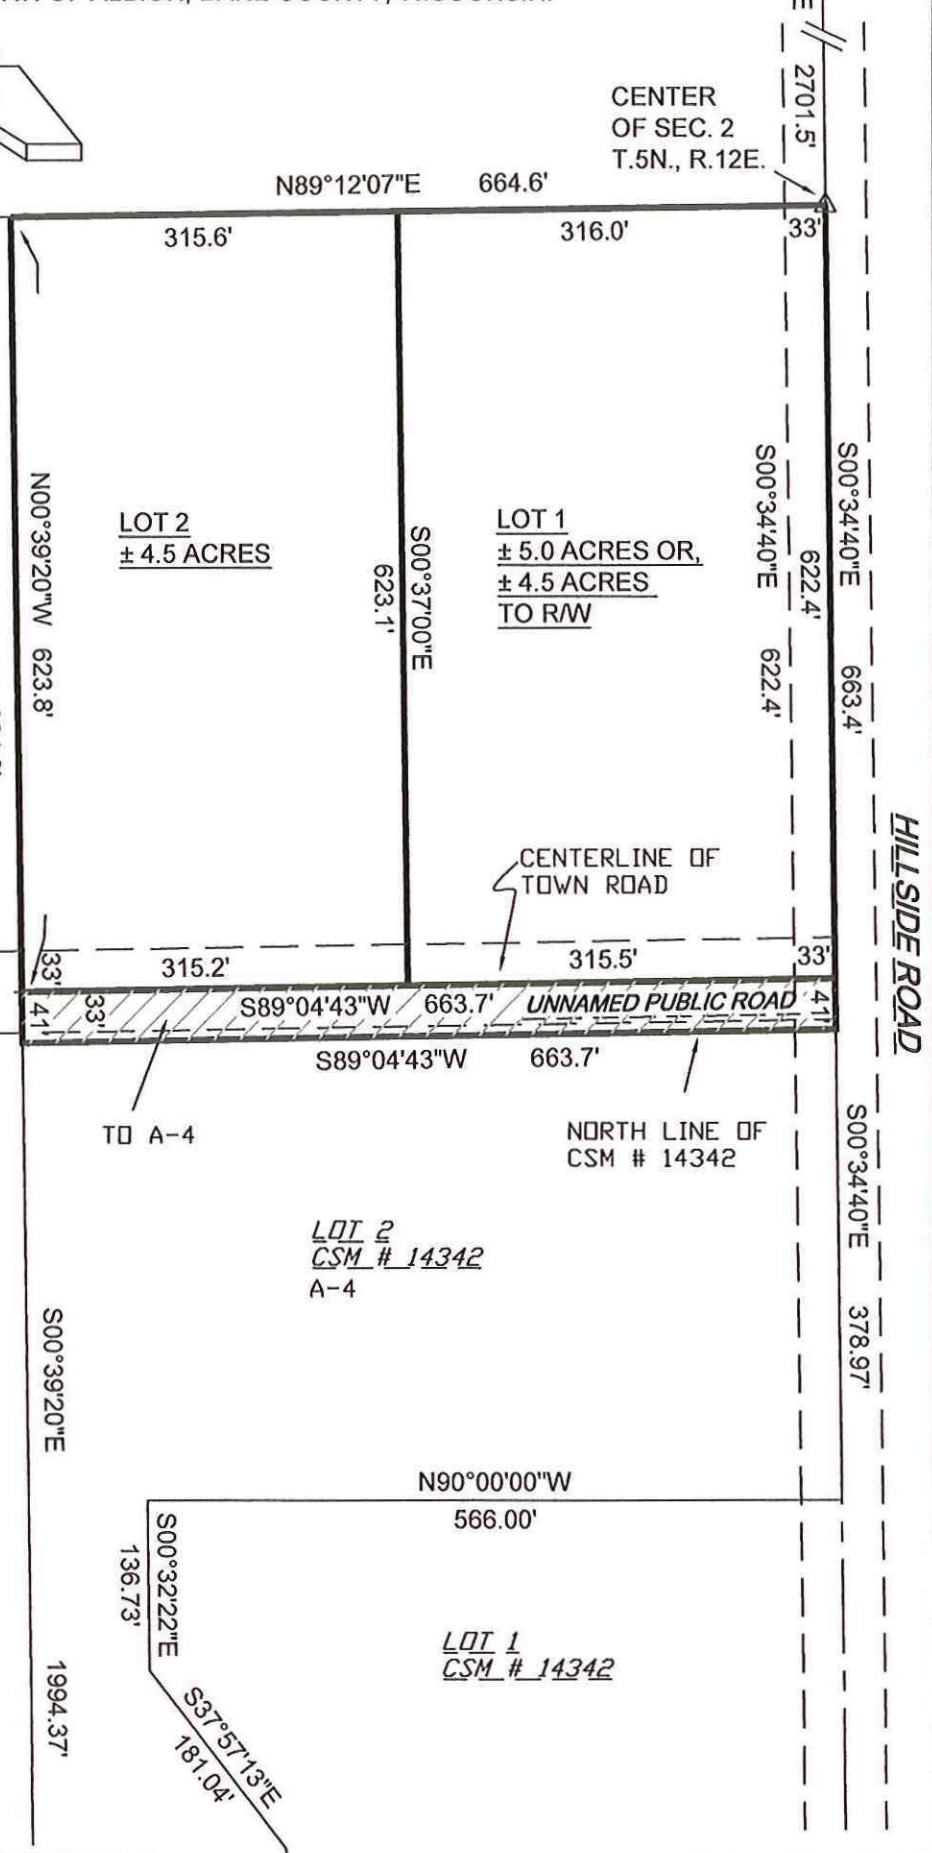 2701.5'
CENTER
OF SEC. 2
T.5N., R.12E.
N89°12'07"E 664.6'
315.6'
316.0'
33'
S00°34'40"E 663.4'
622.4'
S00°34'40"E 622.4'
LOT 1
± 5.0 ACRES OR,
± 4.5 ACRES
TO R/W
LOT 2
± 4.5 ACRES
S00°37'00"E
623.1'
N00°39'20"W 623.8'
HILLSIDE ROAD
CENTERLINE OF
TOWN ROAD
33'
315.2'
315.5'
33'
41'
33'
S89°04'43"W 663.7'
UNNAMED PUBLIC ROAD
41'
S89°04'43"W 663.7'
TO A-4
NORTH LINE OF
CSM # 14342
S00°34'40"E 378.97'
LOT 2
CSM # 14342
A-4
S00°39'20"E 1994.37'
N90°00'00"W
566.00'
S00°32'22"E
136.73'
LOT 1
CSM # 14342
S37°57'13"E
181.04'